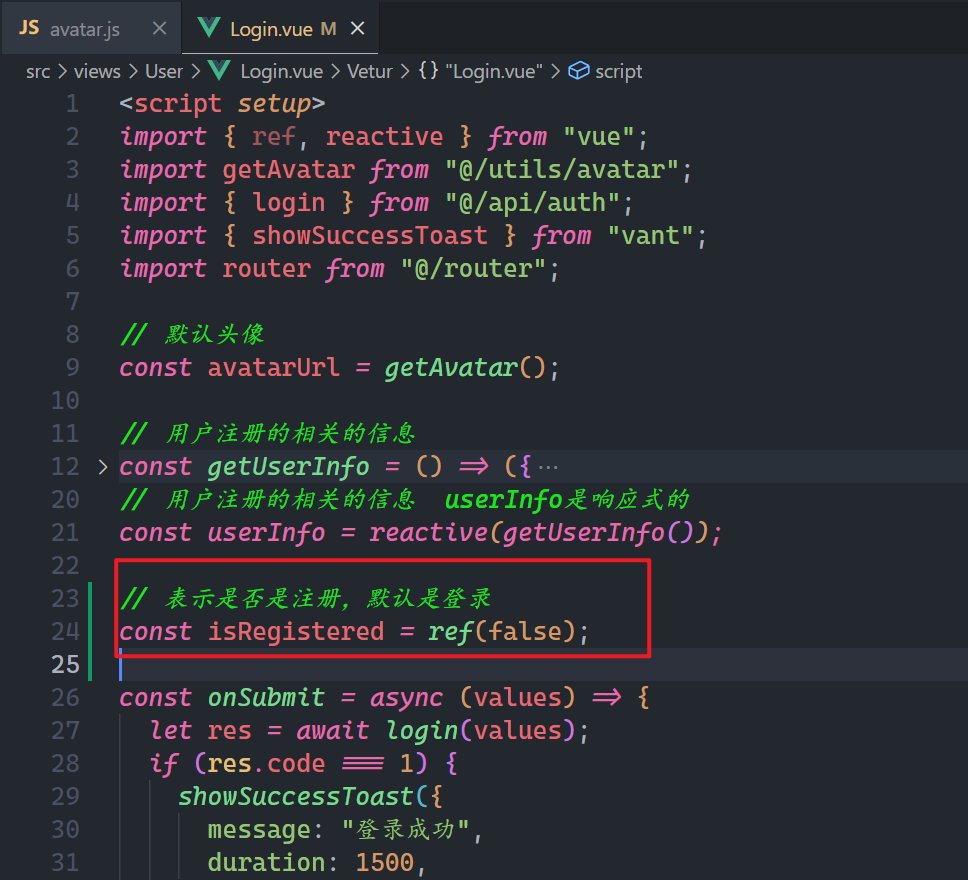 JS avatar.js × Login.vue M ×
src > views > User > Login.vue > Vetur > {} "Login.vue" > script
1 <script setup>
2 import { ref, reactive } from "vue";
3 import getAvatar from "@/utils/avatar";
4 import { login } from "@/api/auth";
5 import { showSuccessToast } from "vant";
6 import router from "@/router";
7
8 // 默认头像
9 const avatarUrl = getAvatar();
10
11 // 用户注册的相关的信息
12 > const getUserInfo = () => ({ ···
20 // 用户注册的相关的信息  userInfo是响应式的
21 const userInfo = reactive(getUserInfo());
22
23 // 表示是否是注册，默认是登录
24 const isRegistered = ref(false);
25
26 const onSubmit = async (values) => {
27 let res = await login(values);
28 if (res.code === 1) {
29 showSuccessToast({
30 message: "登录成功",
31 duration: 1500,